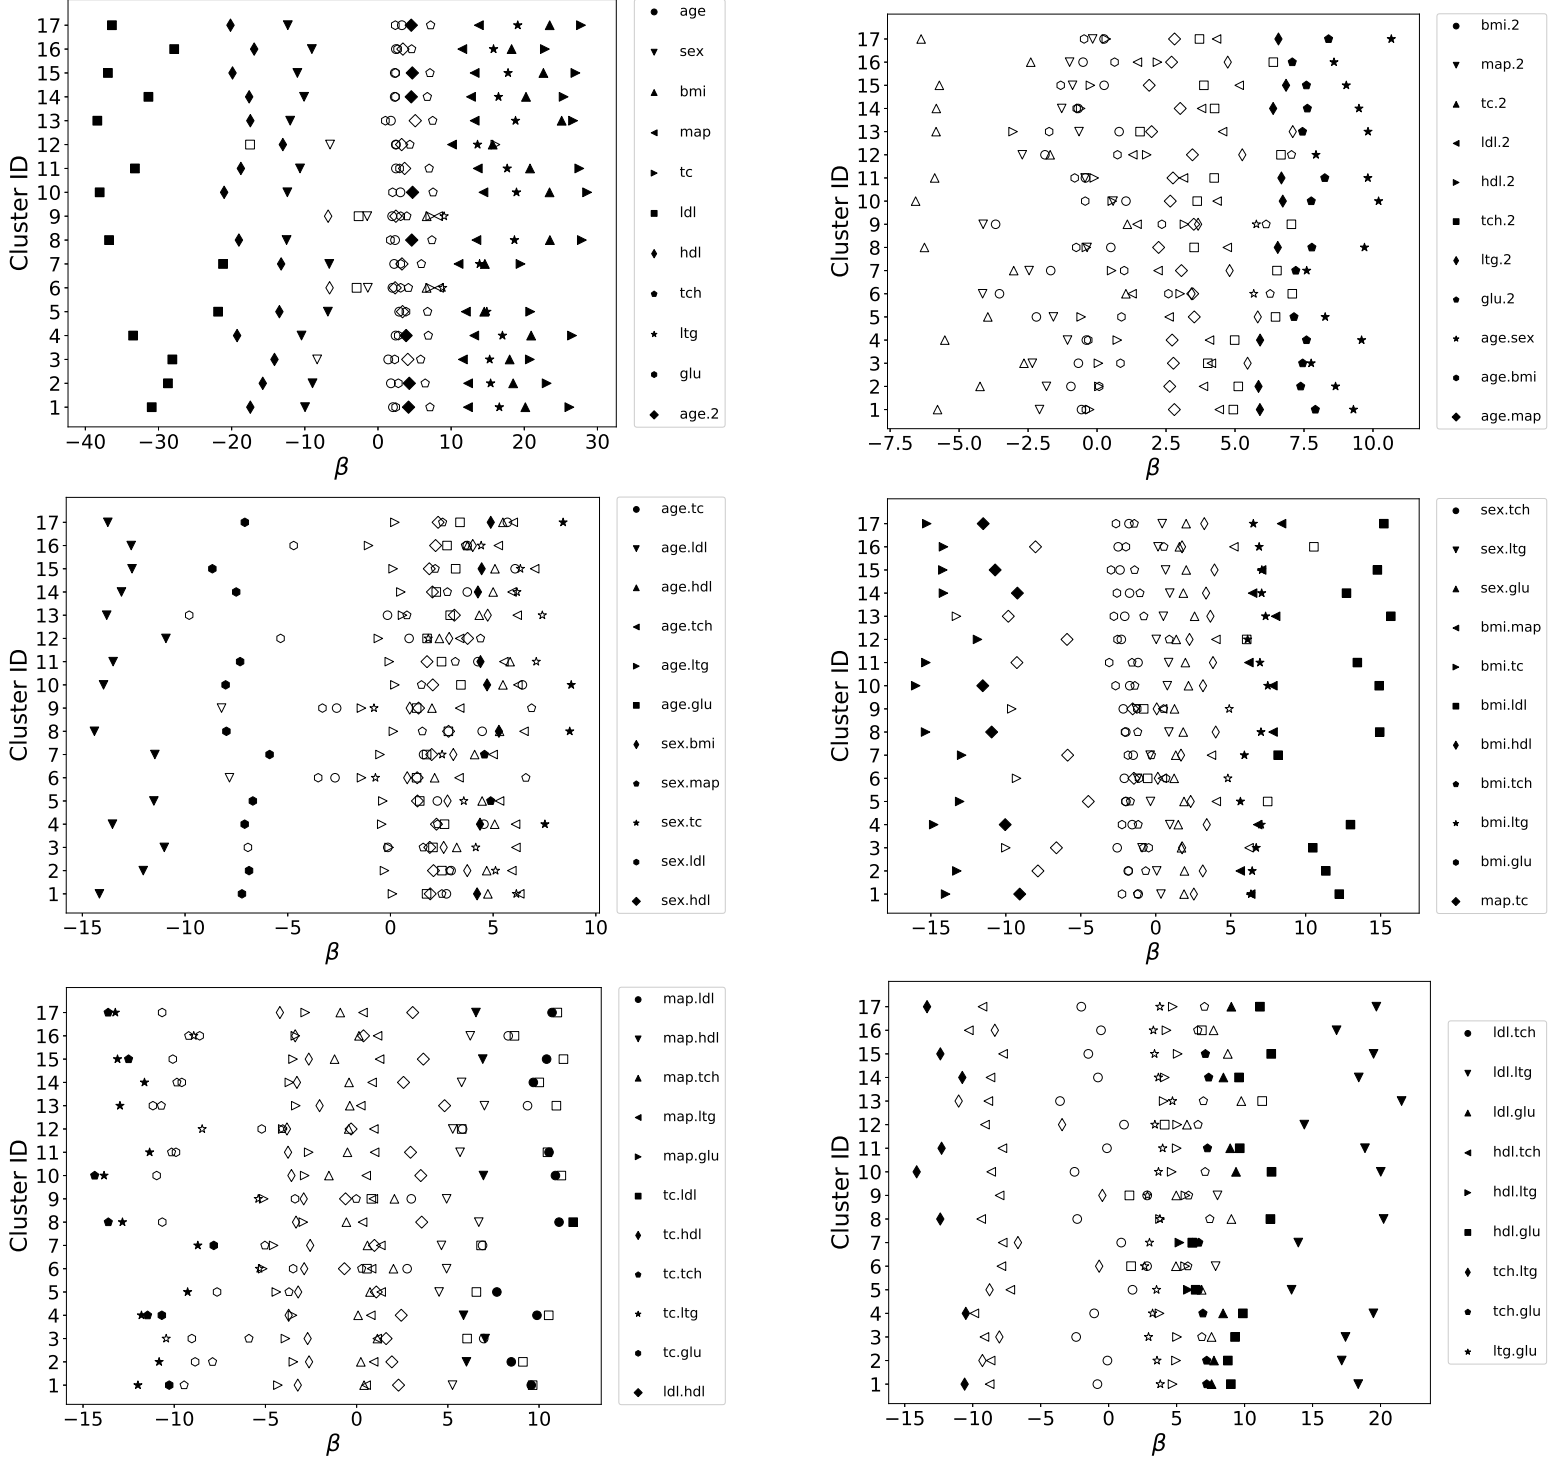 Cluster ID
17
16
15
14
13
12
11
10
9
8
7
6
5
4
3
2
1
−40 −30 −20 −10 0 10 20 30
β
age
sex
bmi
map
tc
ldl
hdl
tch
ltg
glu
age.2
Cluster ID
17
16
15
14
13
12
11
10
9
8
7
6
5
4
3
2
1
−7.5 −5.0 −2.5 0.0 2.5 5.0 7.5 10.0
β
bmi.2
map.2
tc.2
ldl.2
hdl.2
tch.2
ltg.2
glu.2
age.sex
age.bmi
age.map
Cluster ID
17
16
15
14
13
12
11
10
9
8
7
6
5
4
3
2
1
−15 −10 −5 0 5 10
β
age.tc
age.ldl
age.hdl
age.tch
age.ltg
age.glu
sex.bmi
sex.map
sex.tc
sex.ldl
sex.hdl
Cluster ID
17
16
15
14
13
12
11
10
9
8
7
6
5
4
3
2
1
−15 −10 −5 0 5 10 15
β
sex.tch
sex.ltg
sex.glu
bmi.map
bmi.tc
bmi.ldl
bmi.hdl
bmi.tch
bmi.ltg
bmi.glu
map.tc
Cluster ID
17
16
15
14
13
12
11
10
9
8
7
6
5
4
3
2
1
−15 −10 −5 0 5 10
β
map.ldl
map.hdl
map.tch
map.ltg
map.glu
tc.ldl
tc.hdl
tc.tch
tc.ltg
tc.glu
ldl.hdl
Cluster ID
17
16
15
14
13
12
11
10
9
8
7
6
5
4
3
2
1
−15 −10 −5 0 5 10 15 20
β
ldl.tch
ldl.ltg
ldl.glu
hdl.tch
hdl.ltg
hdl.glu
tch.ltg
tch.glu
ltg.glu